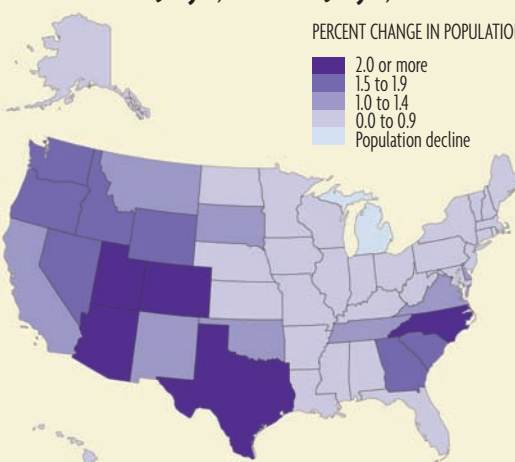 PERCENT CHANGE IN POPULATIO
2.0 or more
1.5 to 1.9
1.0 to 1.4
0.0 to 0.9
Population decline